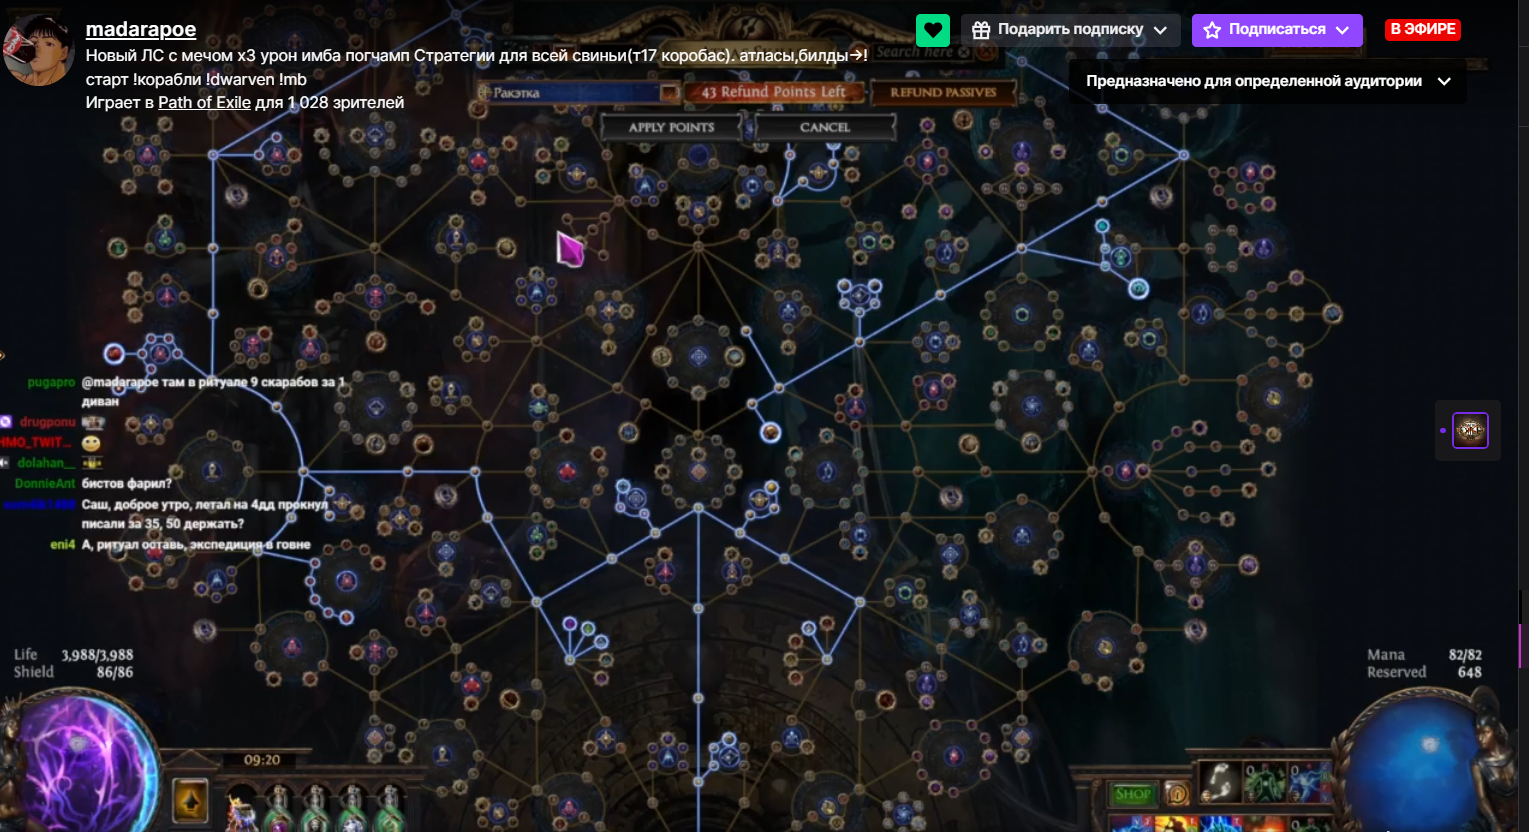 madarapoe
Новый ЛС с мечом x3 урон имба погчамп Стратегии для всей свиньи(т17 коробас). атласы,билды→!
старт !корабли !dwarven !mb
Играет в Path of Exile для 1 028 зрителей
Подарить подписку
Подписаться
В ЭФИРЕ
Search here
Предназначено для определенной аудитории
Ракэтка
43 Refund Points Left
REFUND PASSIVES
APPLY POINTS
CANCEL
pugapro @madarapoe там в ритуале 9 скарабов за 1
диван
drugponu
HMO_TWIT...
dolahan__
DonnieAnt бистов фарил?
Саш, доброе утро, летал на 4дд прокнул
писали за 35, 50 держать?
eni4 А, ритуал оставь, экспедиция в говне
Life 3,988/3,988
Shield 86/86
Mana 82/82
Reserved 648
09:20
SHOP